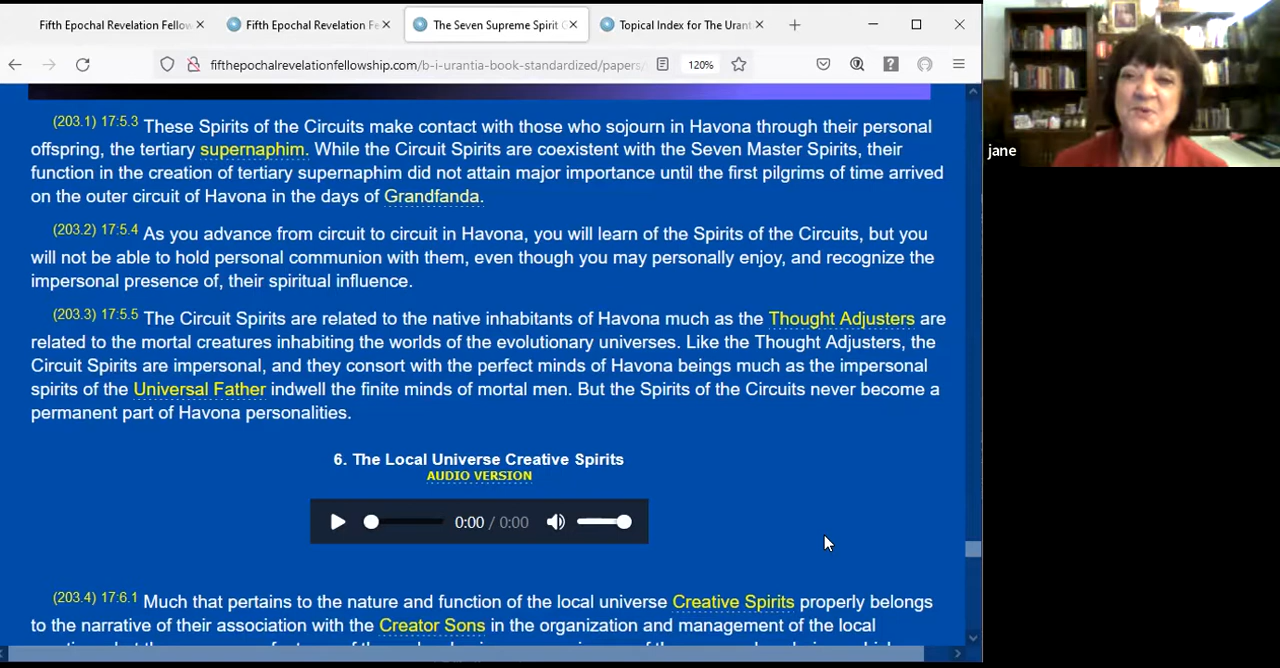 Fifth Epochal Revelation Fellow
Fifth Epochal Revelation Fe
The Seven Supreme Spirit
Topical Index for The Urant
fifthepochalrevelationfellowship.com/b-i-urantia-book-standardized/papers/
120%
jane
(203.1) 17:5.3 These Spirits of the Circuits make contact with those who sojourn in Havona through their personal
offspring, the tertiary supernaphim. While the Circuit Spirits are coexistent with the Seven Master Spirits, their
function in the creation of tertiary supernaphim did not attain major importance until the first pilgrims of time arrived
on the outer circuit of Havona in the days of Grandfanda.
(203.2) 17:5.4 As you advance from circuit to circuit in Havona, you will learn of the Spirits of the Circuits, but you
will not be able to hold personal communion with them, even though you may personally enjoy, and recognize the
impersonal presence of, their spiritual influence.
(203.3) 17:5.5 The Circuit Spirits are related to the native inhabitants of Havona much as the Thought Adjusters are
related to the mortal creatures inhabiting the worlds of the evolutionary universes. Like the Thought Adjusters, the
Circuit Spirits are impersonal, and they consort with the perfect minds of Havona beings much as the impersonal
spirits of the Universal Father indwell the finite minds of mortal men. But the Spirits of the Circuits never become a
permanent part of Havona personalities.
6. The Local Universe Creative Spirits
AUDIO VERSION
0:00 / 0:00
(203.4) 17:6.1 Much that pertains to the nature and function of the local universe Creative Spirits properly belongs
to the narrative of their association with the Creator Sons in the organization and management of the local